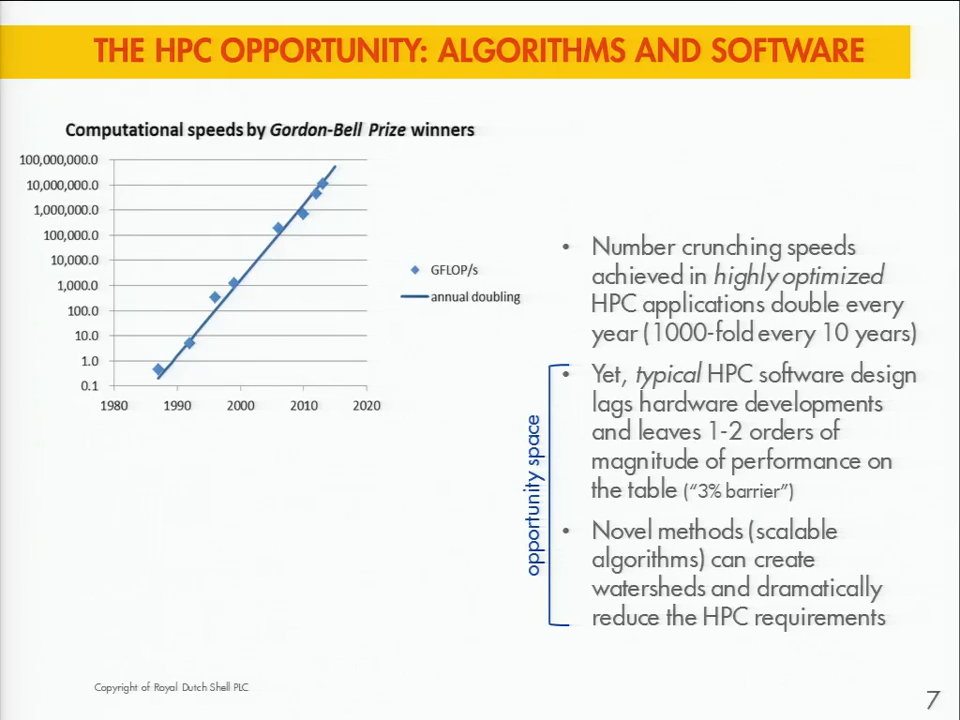 THE HPC OPPORTUNITY: ALGORITHMS AND SOFTWARE
Computational speeds by Gordon-Bell Prize winners
100,000,000.0
10,000,000.0
1,000,000.0
100,000.0
10,000.0
1,000.0
100.0
10.0
1.0
0.1
1980 1990 2000 2010 2020
GFLOP/s
annual doubling
• Number crunching speeds
achieved in highly optimized
HPC applications double every
year (1000-fold every 10 years)
opportunity space
• Yet, typical HPC software design
lags hardware developments
and leaves 1-2 orders of
magnitude of performance on
the table (“3% barrier”)
• Novel methods (scalable
algorithms) can create
watersheds and dramatically
reduce the HPC requirements
Copyright of Royal Dutch Shell PLC
7